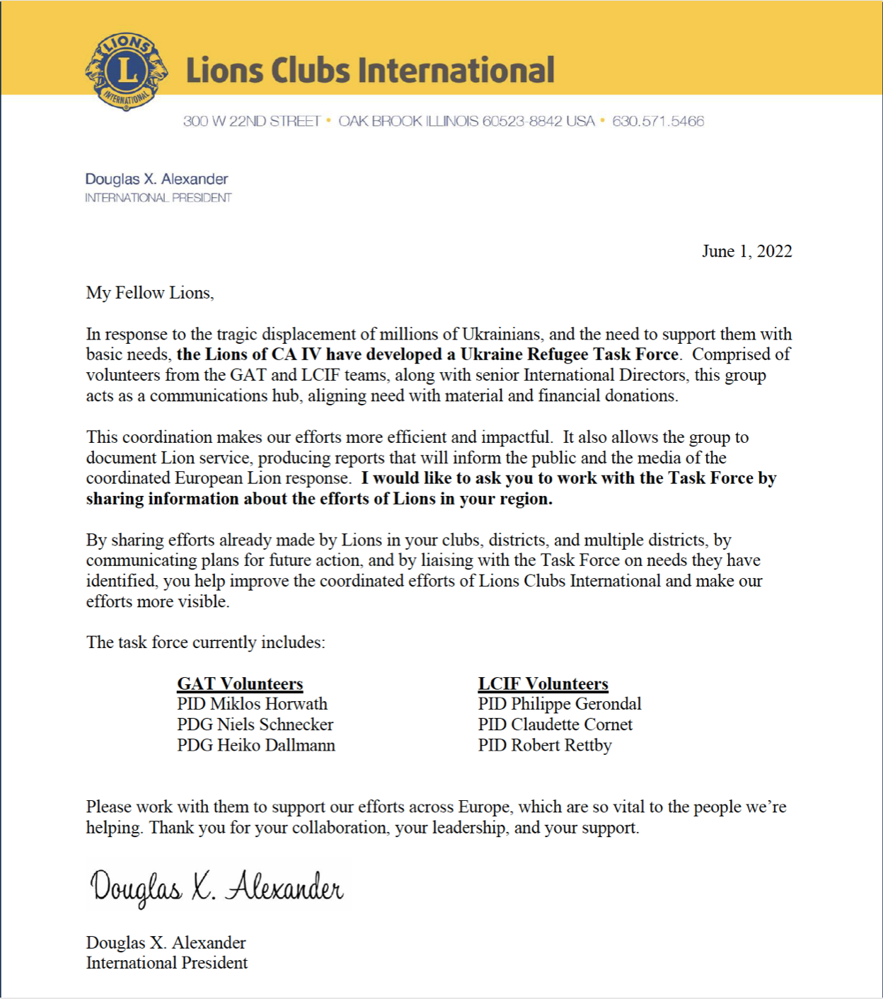 LIONS
L
INTERNATIONAL
Lions Clubs International
300 W 22ND STREET • OAK BROOK ILLINOIS 60523-8842 USA • 630.571.5466
Douglas X. Alexander
INTERNATIONAL PRESIDENT
June 1, 2022
My Fellow Lions,
In response to the tragic displacement of millions of Ukrainians, and the need to support them with
basic needs, the Lions of CA IV have developed a Ukraine Refugee Task Force.  Comprised of
volunteers from the GAT and LCIF teams, along with senior International Directors, this group
acts as a communications hub, aligning need with material and financial donations.
This coordination makes our efforts more efficient and impactful.  It also allows the group to
document Lion service, producing reports that will inform the public and the media of the
coordinated European Lion response.  I would like to ask you to work with the Task Force by
sharing information about the efforts of Lions in your region.
By sharing efforts already made by Lions in your clubs, districts, and multiple districts, by
communicating plans for future action, and by liaising with the Task Force on needs they have
identified, you help improve the coordinated efforts of Lions Clubs International and make our
efforts more visible.
The task force currently includes:
GAT Volunteers
PID Miklos Horwath
PDG Niels Schnecker
PDG Heiko Dallmann
LCIF Volunteers
PID Philippe Gerondal
PID Claudette Cornet
PID Robert Rettby
Please work with them to support our efforts across Europe, which are so vital to the people we’re
helping. Thank you for your collaboration, your leadership, and your support.
Douglas X. Alexander
Douglas X. Alexander
International President